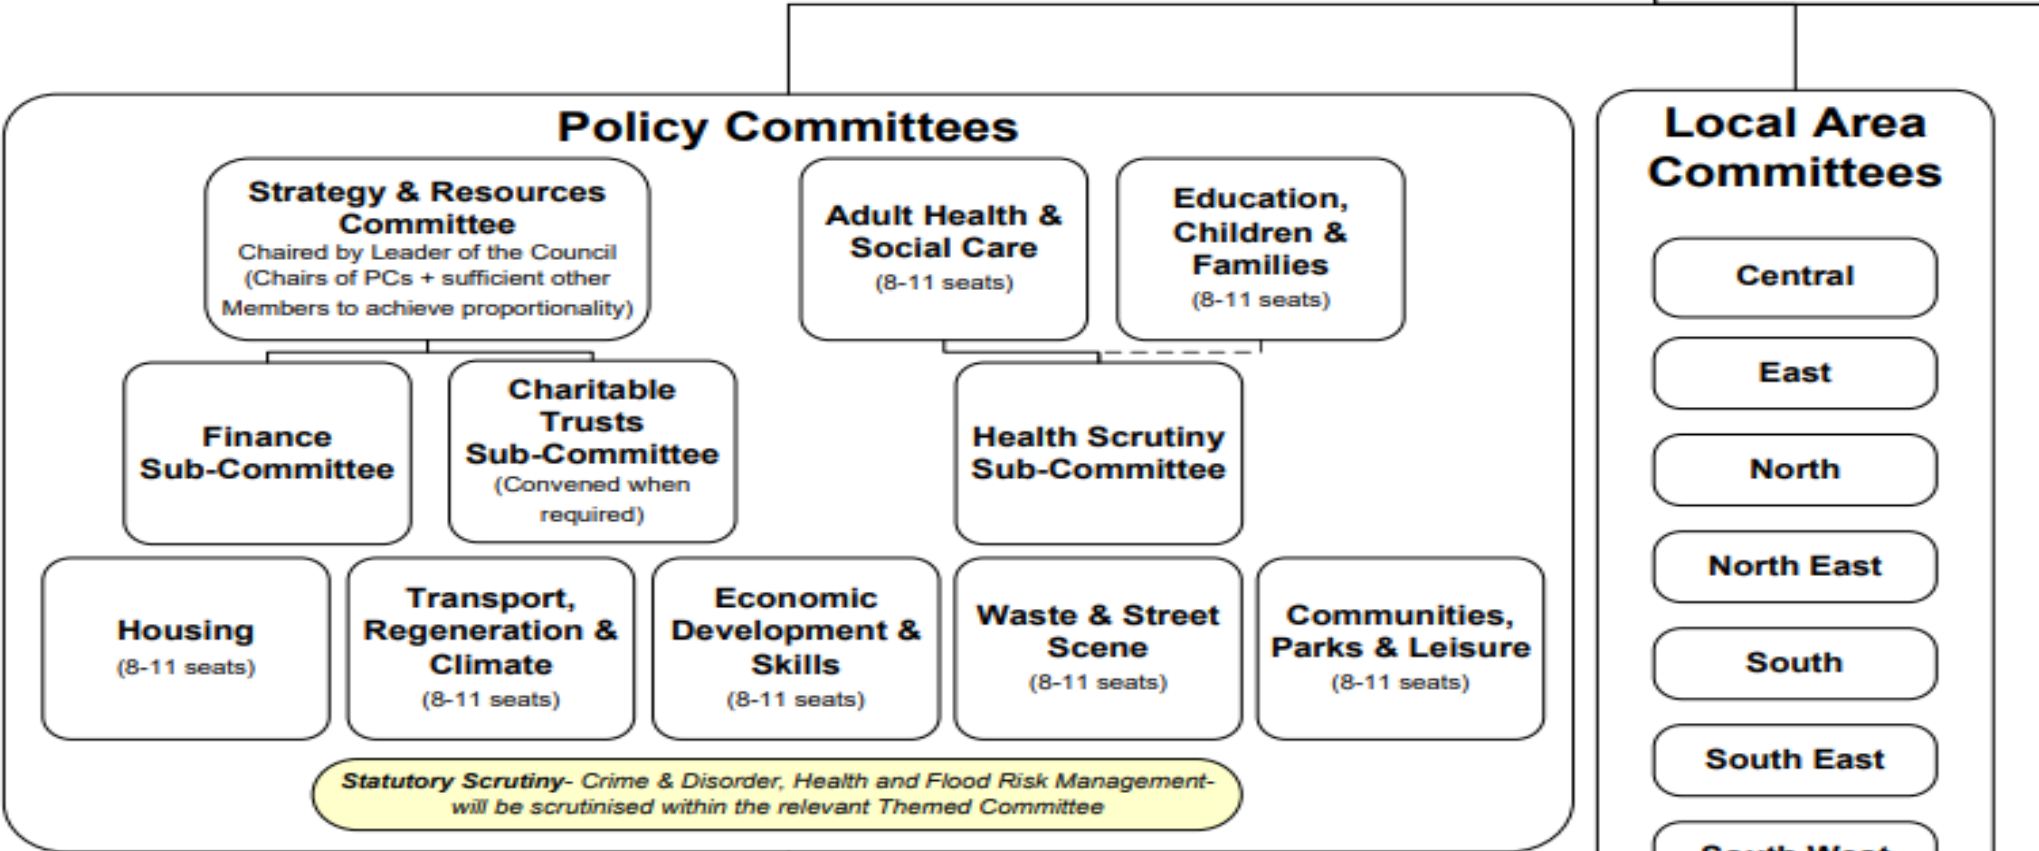 Policy Committees
Strategy & Resources
Committee
Chaired by Leader of the Council
(Chairs of PCs + sufficient other
Members to achieve proportionality)
Adult Health &
Social Care
(8-11 seats)
Education,
Children &
Families
(8-11 seats)
Finance
Sub-Committee
Charitable
Trusts
Sub-Committee
(Convened when
required)
Health Scrutiny
Sub-Committee
Housing
(8-11 seats)
Transport,
Regeneration &
Climate
(8-11 seats)
Economic
Development &
Skills
(8-11 seats)
Waste & Street
Scene
(8-11 seats)
Communities,
Parks & Leisure
(8-11 seats)
Statutory Scrutiny- Crime & Disorder, Health and Flood Risk Management-
will be scrutinised within the relevant Themed Committee
Local Area
Committees
Central
East
North
North East
South
South East
South West